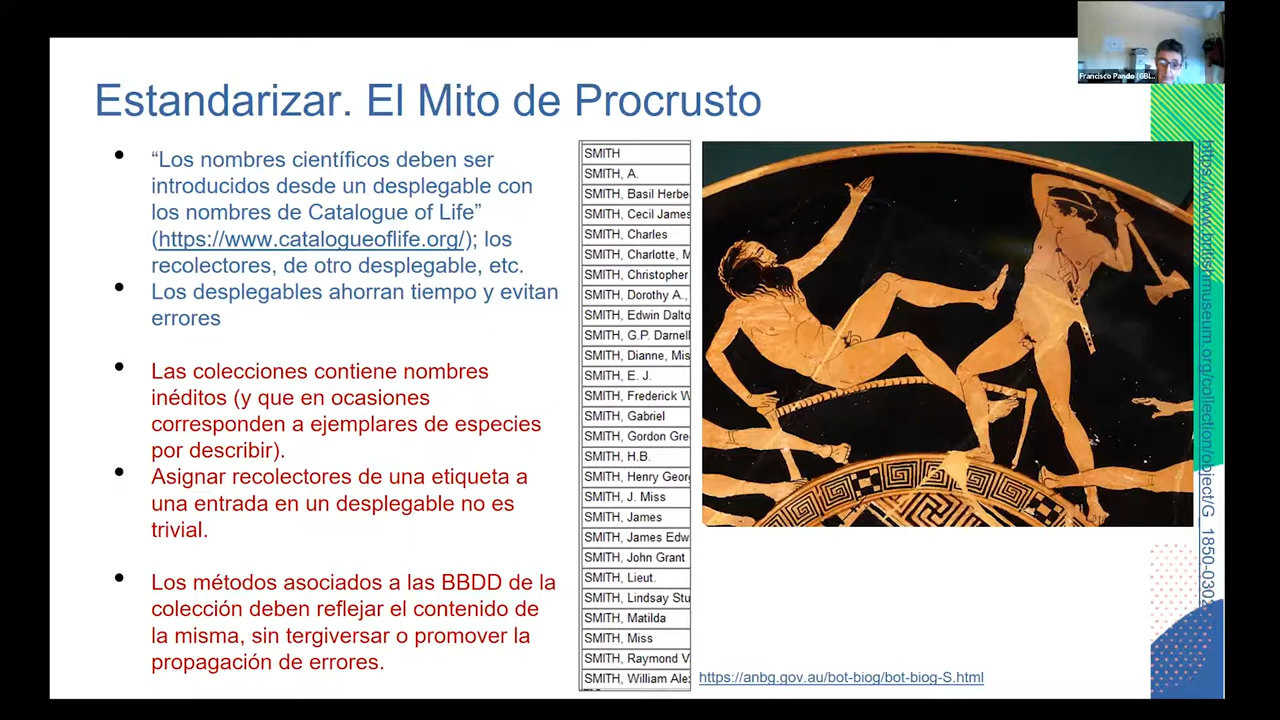 Estandarizar. El Mito de Procrusto
“Los nombres científicos deben ser
introducidos desde un desplegable con
los nombres de Catalogue of Life”
(https://www.catalogueoflife.org/); los
recolectores, de otro desplegable, etc.
Los desplegables ahorran tiempo y evitan
errores
Las colecciones contiene nombres
inéditos (y que en ocasiones
corresponden a ejemplares de especies
por describir).
Asignar recolectores de una etiqueta a
una entrada en un desplegable no es
trivial.
Los métodos asociados a las BBDD de la
colección deben reflejar el contenido de
la misma, sin tergiversar o promover la
propagación de errores.
SMITH
SMITH, A.
SMITH, Basil Herbe
SMITH, Cecil James
SMITH, Charles
SMITH, Charlotte, M
SMITH, Christopher
SMITH, Dorothy A.,
SMITH, Edwin Dalto
SMITH, G.P. Darnell
SMITH, Dianne, Mis
SMITH, E. J.
SMITH, Frederick W
SMITH, Gabriel
SMITH, Gordon Gre
SMITH, H.B.
SMITH, Henry Georg
SMITH, J. Miss
SMITH, James
SMITH, James Edw
SMITH, John Grant
SMITH, Lieut.
SMITH, Lindsay Stu
SMITH, Matilda
SMITH, Miss
SMITH, Raymond V
SMITH, William Ale
https://anbg.gov.au/bot-biog/bot-biog-S.html
https://www.britishmuseum.org/collection/object/G_1850-0302
Francisco Pando (GBI...